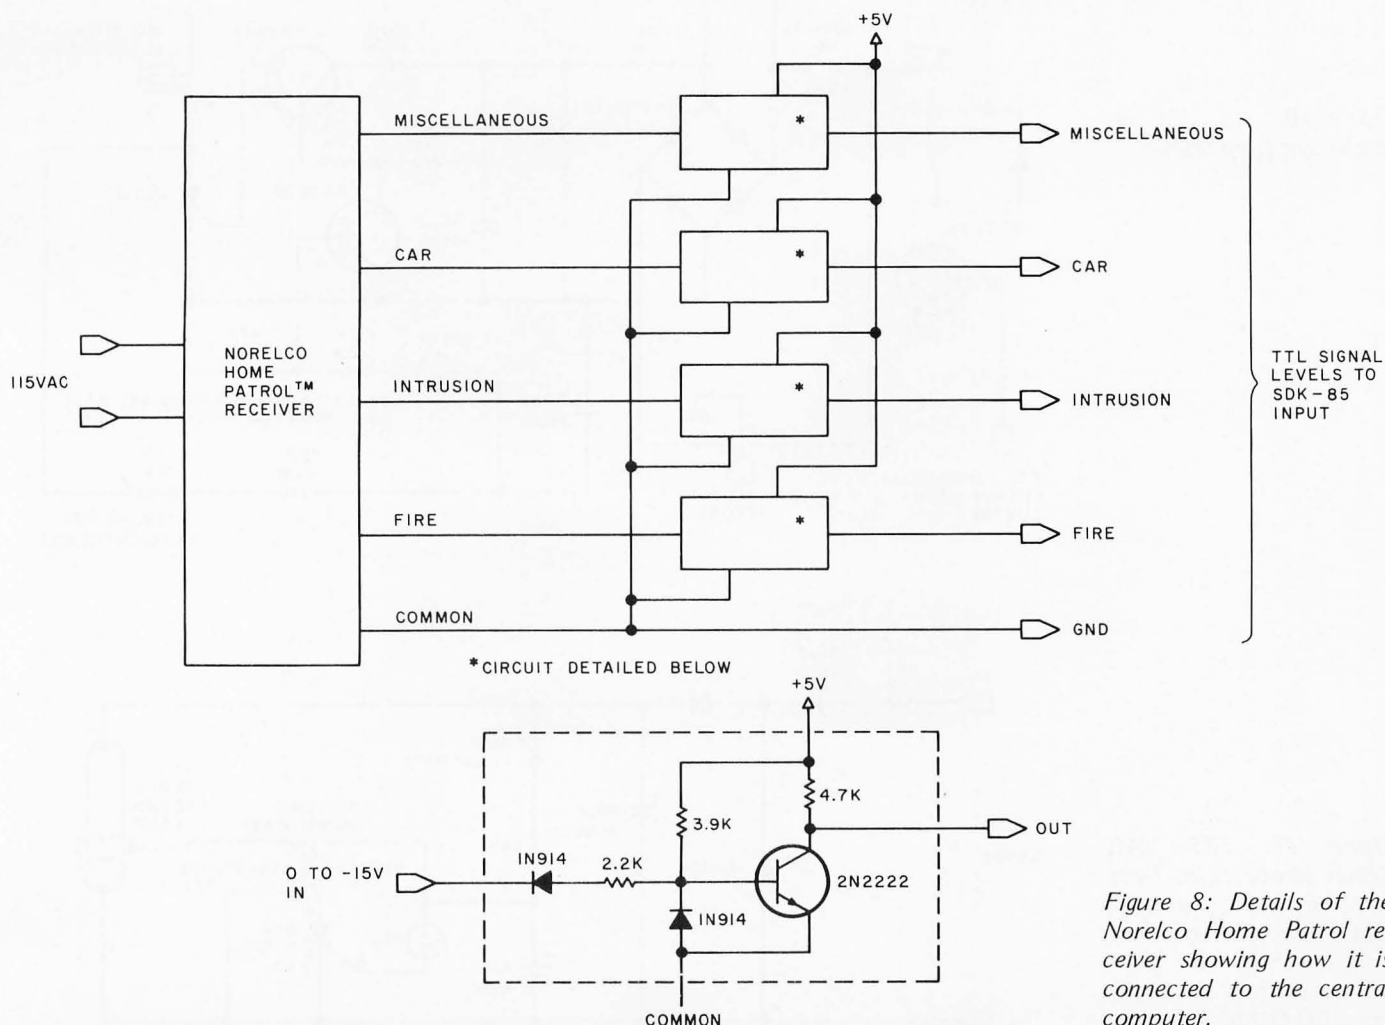 +5V
MISCELLANEOUS
*
MISCELLANEOUS
CAR
*
CAR
115VAC
NORELCO
HOME
PATROL™
RECEIVER
INTRUSION
*
INTRUSION
TTL SIGNAL
LEVELS TO
SDK-85
INPUT
FIRE
*
FIRE
COMMON
GND
*CIRCUIT DETAILED BELOW
+5V
4.7K
3.9K
OUT
0 TO -15V
IN
1N914
2.2K
2N2222
1N914
COMMON
Figure 8: Details of the
Norelco Home Patrol re-
ceiver showing how it is
connected to the centra
computer.